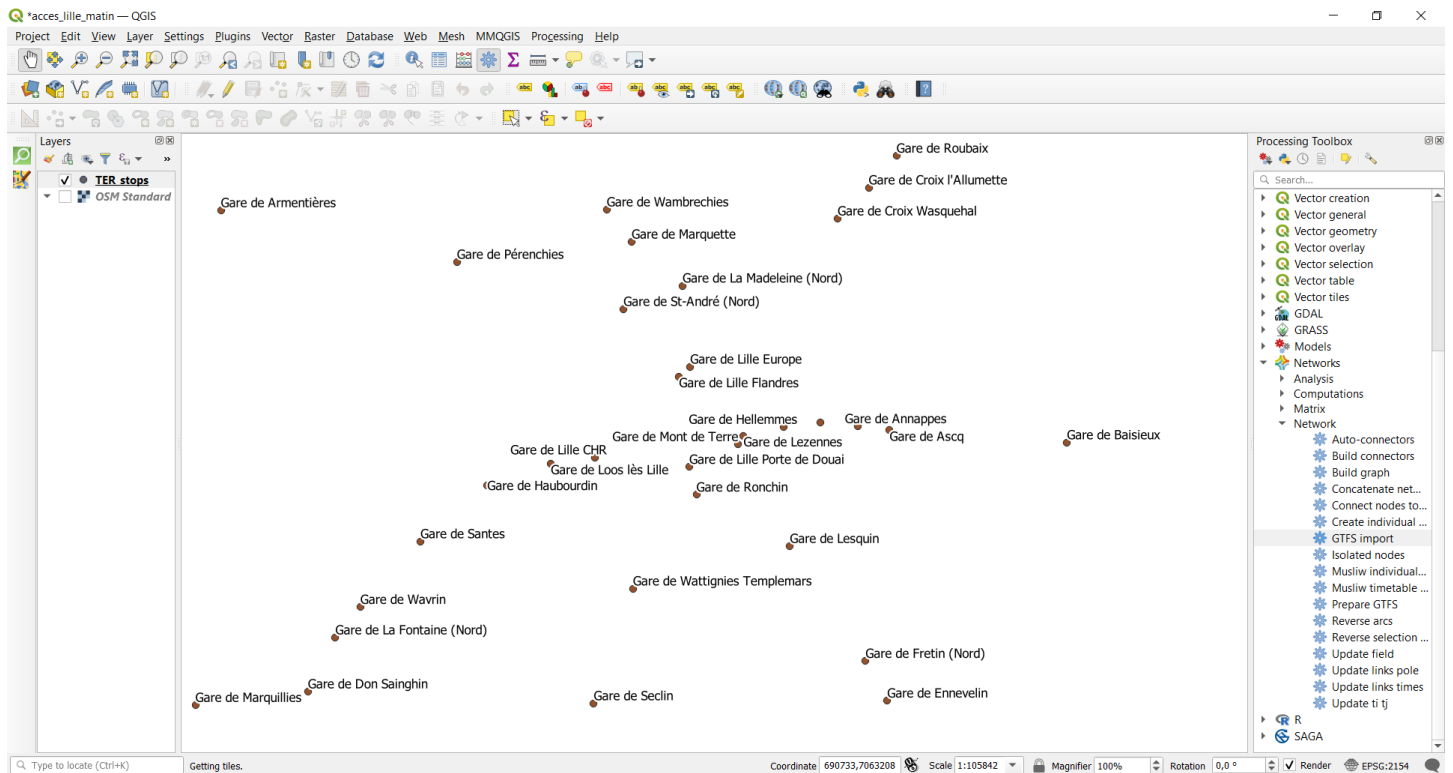 *acces_lille_matin — QGIS
Project Edit View Layer Settings Plugins Vector Raster Database Web Mesh MMQGIS Processing Help
Layers
TER stops
OSM Standard
Gare de Roubaix
Gare de Croix l'Allumette
Gare de Armentières
Gare de Wambrechies
Gare de Croix Wasquehal
Gare de Marquette
Gare de Pérenchies
Gare de La Madeleine (Nord)
Gare de St-André (Nord)
Gare de Lille Europe
Gare de Lille Flandres
Gare de Hellemmes
Gare de Annappes
Gare de Mont de Terre
Gare de Lezennes
Gare de Ascq
Gare de Baisieux
Gare de Lille CHR
Gare de Loos lès Lille
Gare de Lille Porte de Douai
Gare de Haubourdin
Gare de Ronchin
Gare de Santes
Gare de Lesquin
Gare de Wattignies Templemars
Gare de Wavrin
Gare de La Fontaine (Nord)
Gare de Fretin (Nord)
Gare de Don Sainghin
Gare de Marquillies
Gare de Seclin
Gare de Ennevelin
Processing Toolbox
Search...
Vector creation
Vector general
Vector geometry
Vector overlay
Vector selection
Vector table
Vector tiles
GDAL
GRASS
Models
Networks
Analysis
Computations
Matrix
Network
Auto-connectors
Build connectors
Build graph
Concatenate net...
Connect nodes to...
Create individual ...
GTFS import
Isolated nodes
Musliw individual...
Musliw timetable ...
Prepare GTFS
Reverse arcs
Reverse selection ...
Update field
Update links pole
Update links times
Update ti tj
R
SAGA
Type to locate (Ctrl+K) Getting tiles. Coordinate 690733,7063208 Scale 1:105842 Magnifier 100% Rotation 0,0 ° Render EPSG:2154